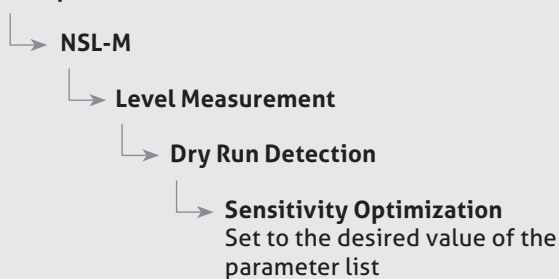 NSL-M
Level Measurement
Dry Run Detection
Sensitivity Optimization
Set to the desired value of the
parameter list